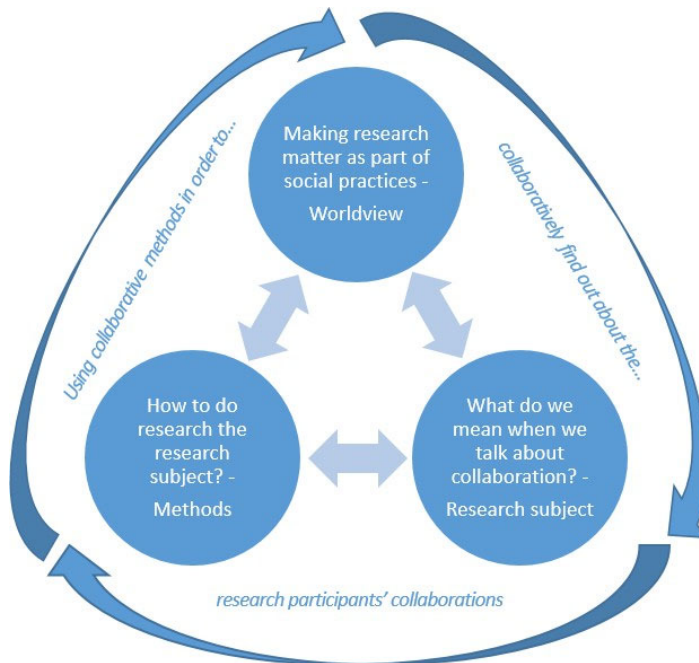 Making research
matter as part of
social practices -
Worldview
Using collaborative methods in order to...
collaboratively find out about the...
How to do
research the
research
subject? -
Methods
What do we
mean when we
talk about
collaboration? -
Research subject
research participants' collaborations